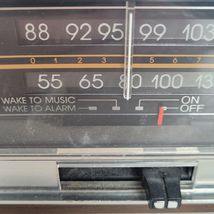 88 92 95 99 103
0 1 2 3 4 5 6 7
55 65 80 100 13
WAKE TO MUSIC ON
WAKE TO ALARM OFF